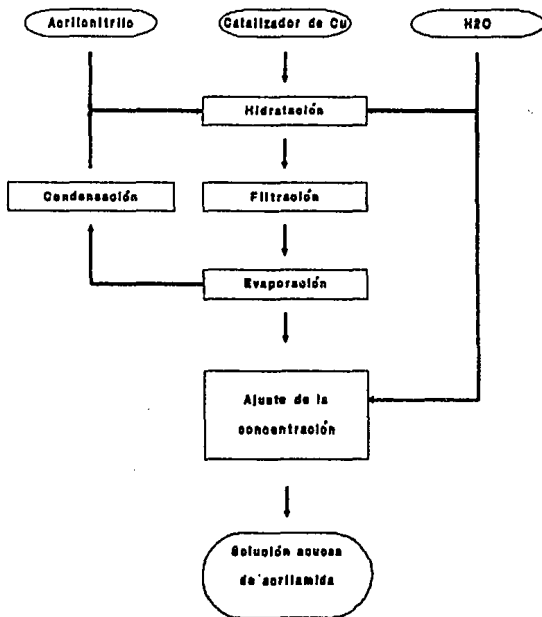 Acrilonitrilo
Catalizador de Cu
H2O
Hidratación
Condensación
Filtración
Evaporación
Ajuste de la
concentración
Solución acuosa
de acrilamida